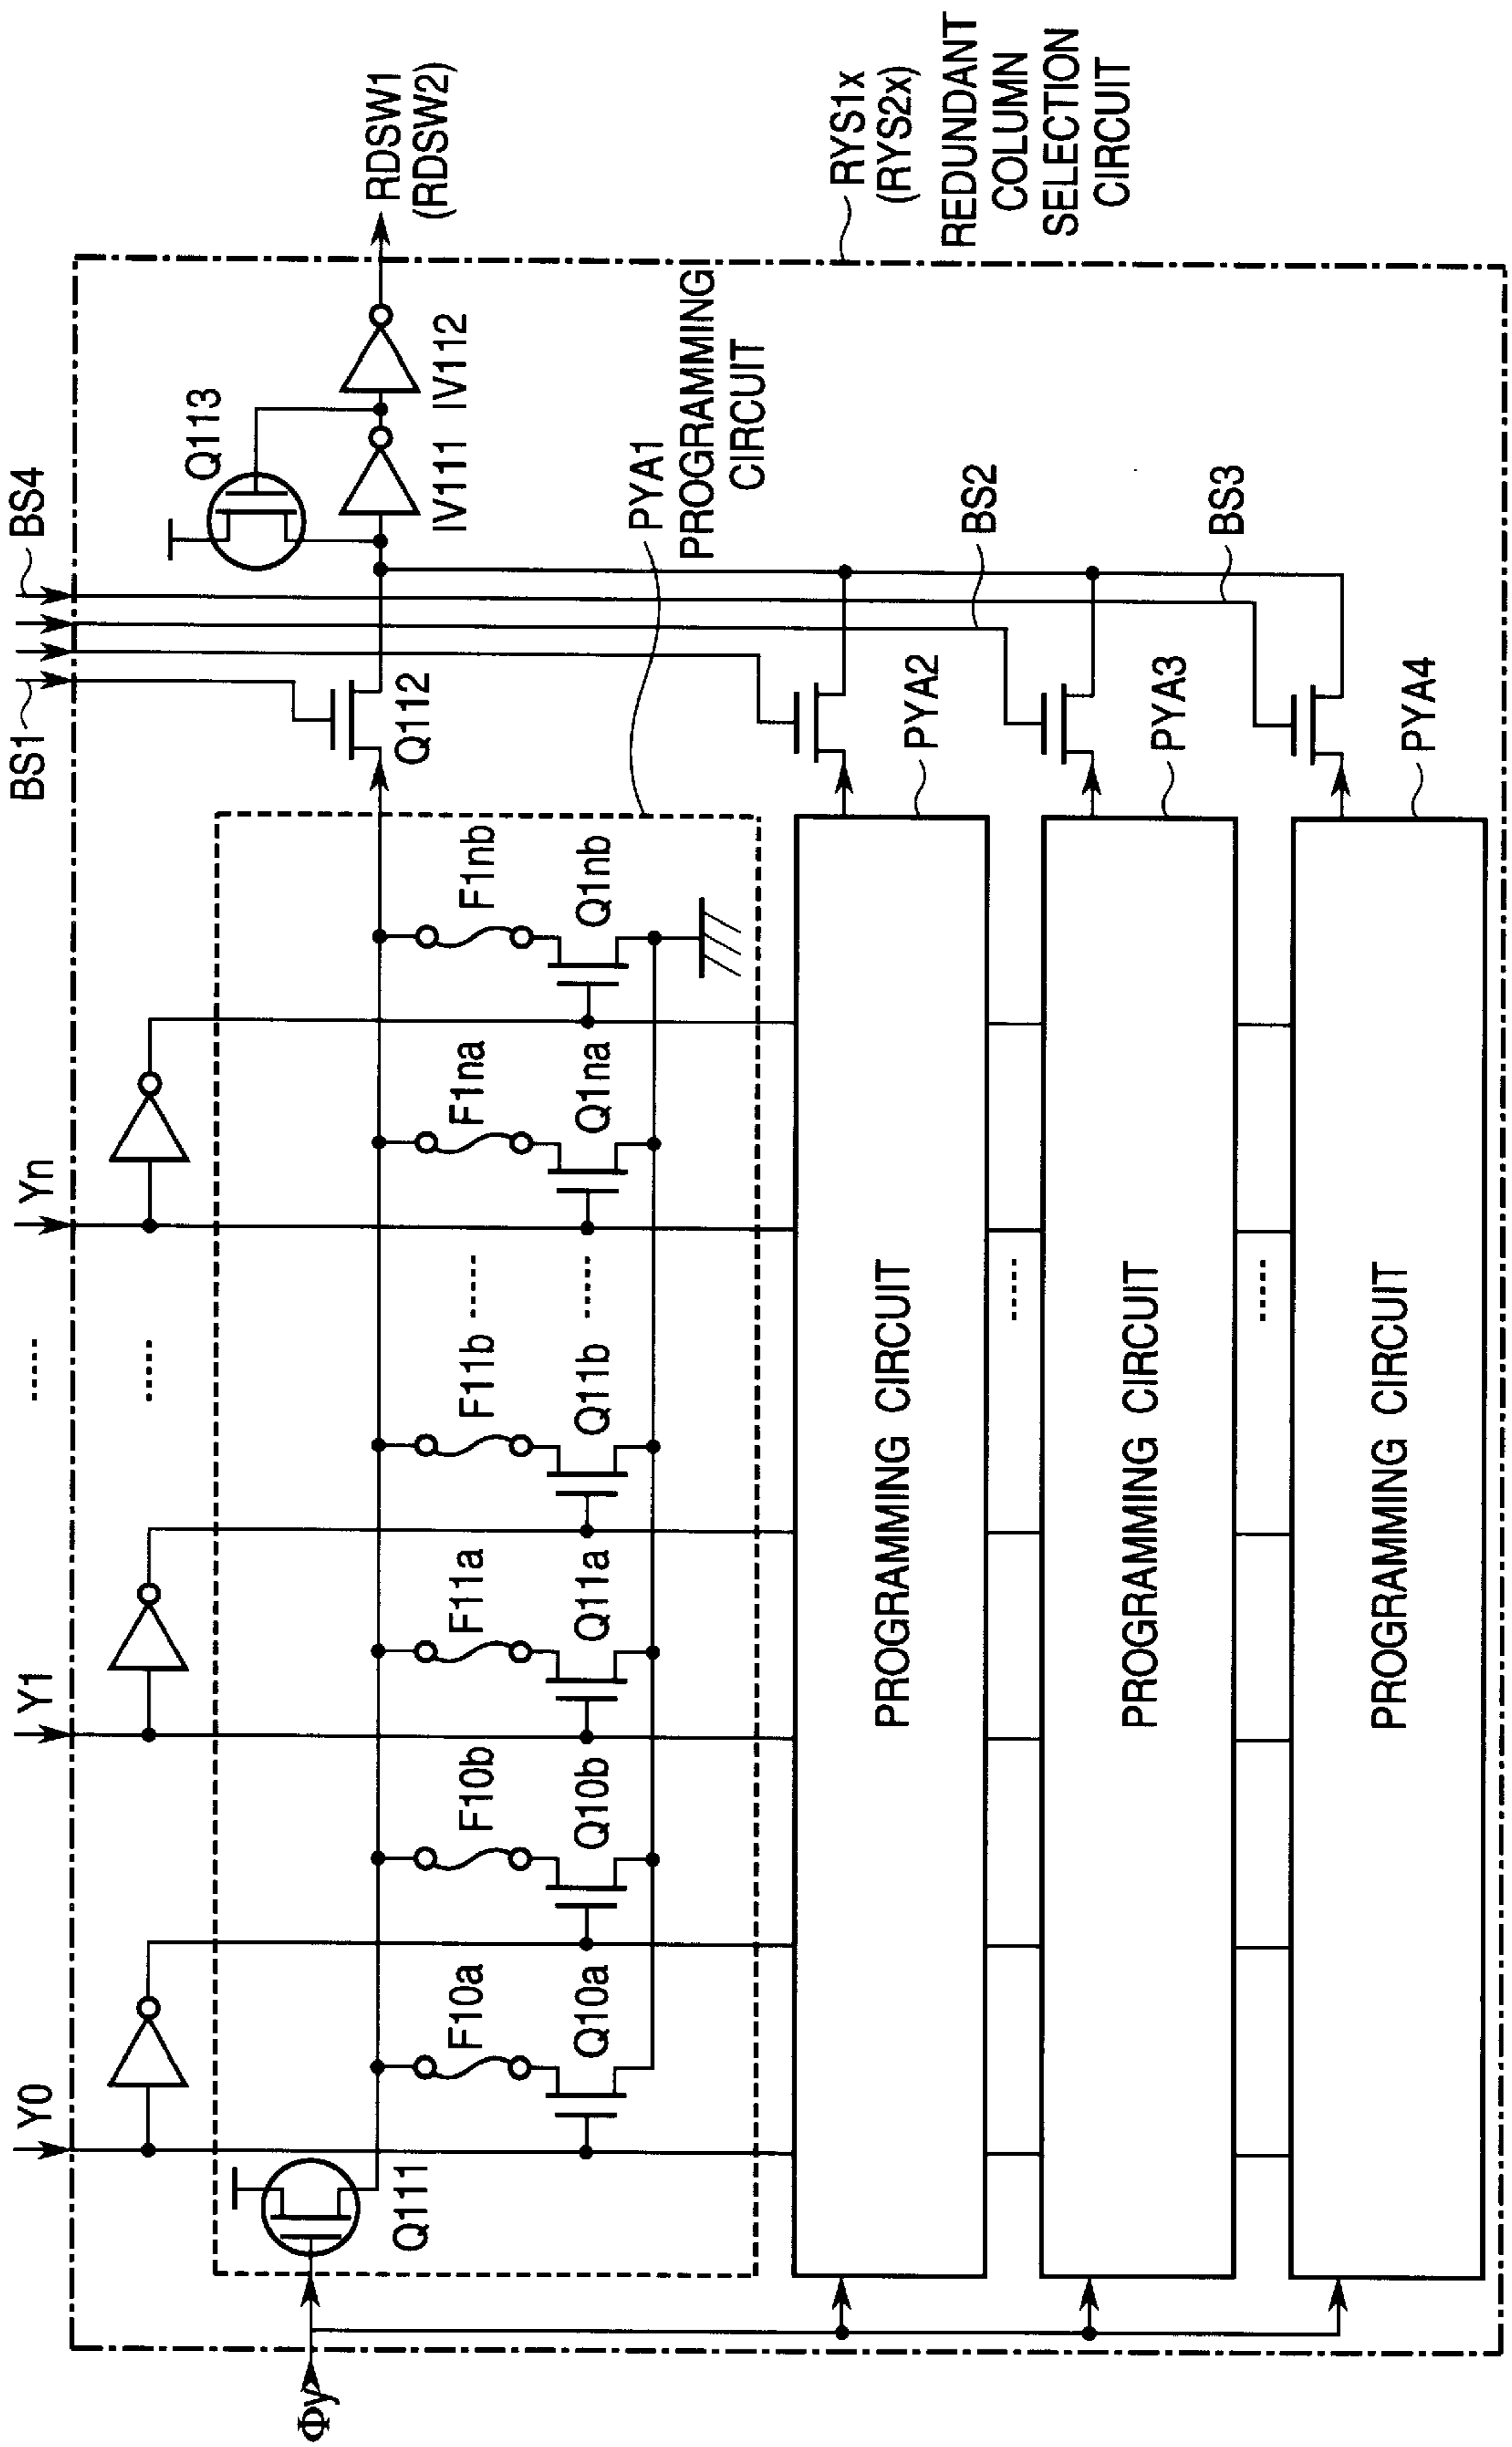 BS1
BS4
Y0
Y1
.....
Yn
.....
Φy
Q111
Q112
Q113
IV111
IV112
RDSW1
(RDSW2)
F10a
F10b
F11a
F11b
.....
F1na
F1nb
Q10a
Q10b
Q11a
Q11b
.....
Q1na
Q1nb
PYA1
PROGRAMMING
CIRCUIT
RYS1x
(RYS2x)
REDUNDANT
COLUMN
SELECTION
CIRCUIT
PROGRAMMING CIRCUIT
PYA2
BS2
.....
PROGRAMMING CIRCUIT
PYA3
BS3
.....
PROGRAMMING CIRCUIT
PYA4